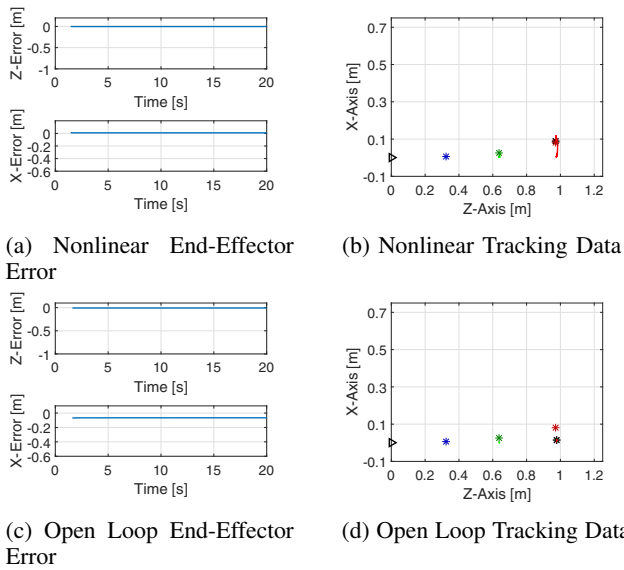 Z-Error [m]
0
-0.5
-1
0 5 10 15 20
Time [s]
X-Error [m]
0
-0.2
-0.4
-0.6
0 5 10 15 20
Time [s]
(a) Nonlinear End-Effector
Error
X-Axis [m]
0.7
0.5
0.3
0.1
-0.1
0 0.2 0.4 0.6 0.8 1 1.2
Z-Axis [m]
(b) Nonlinear Tracking Data
Z-Error [m]
0
-0.5
-1
0 5 10 15 20
Time [s]
X-Error [m]
0
-0.2
-0.4
-0.6
0 5 10 15 20
Time [s]
(c) Open Loop End-Effector
Error
X-Axis [m]
0.7
0.5
0.3
0.1
-0.1
0 0.2 0.4 0.6 0.8 1 1.2
Z-Axis [m]
(d) Open Loop Tracking Data